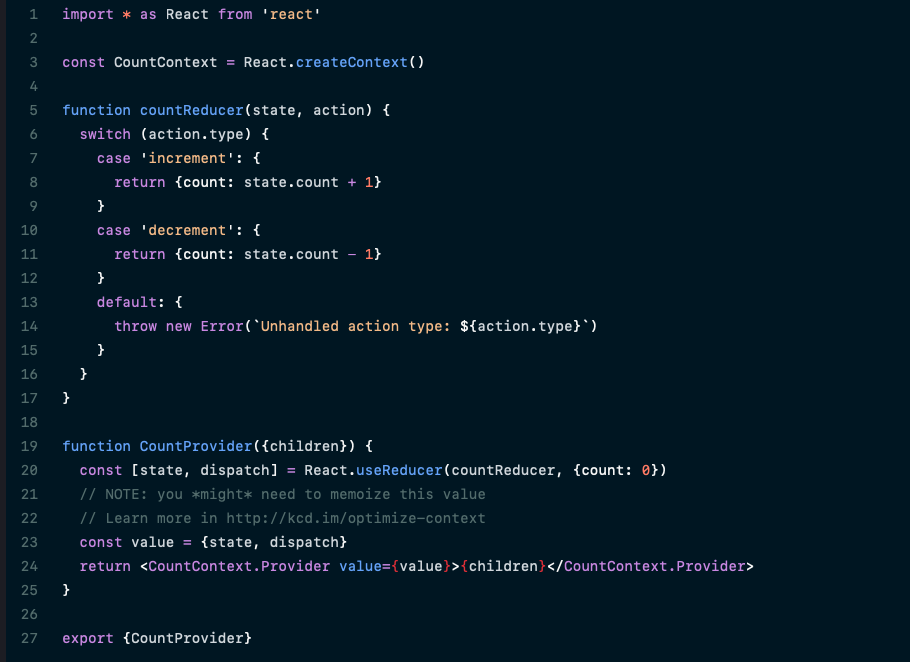 1 import * as React from 'react'
2
3 const CountContext = React.createContext()
4
5 function countReducer(state, action) {
6   switch (action.type) {
7     case 'increment': {
8       return {count: state.count + 1}
9     }
10     case 'decrement': {
11       return {count: state.count - 1}
12     }
13     default: {
14       throw new Error(`Unhandled action type: ${action.type}`)
15     }
16   }
17 }
18
19 function CountProvider({children}) {
20   const [state, dispatch] = React.useReducer(countReducer, {count: 0})
21   // NOTE: you *might* need to memoize this value
22   // Learn more in http://kcd.im/optimize-context
23   const value = {state, dispatch}
24   return <CountContext.Provider value={value}>{children}</CountContext.Provider>
25 }
26
27 export {CountProvider}